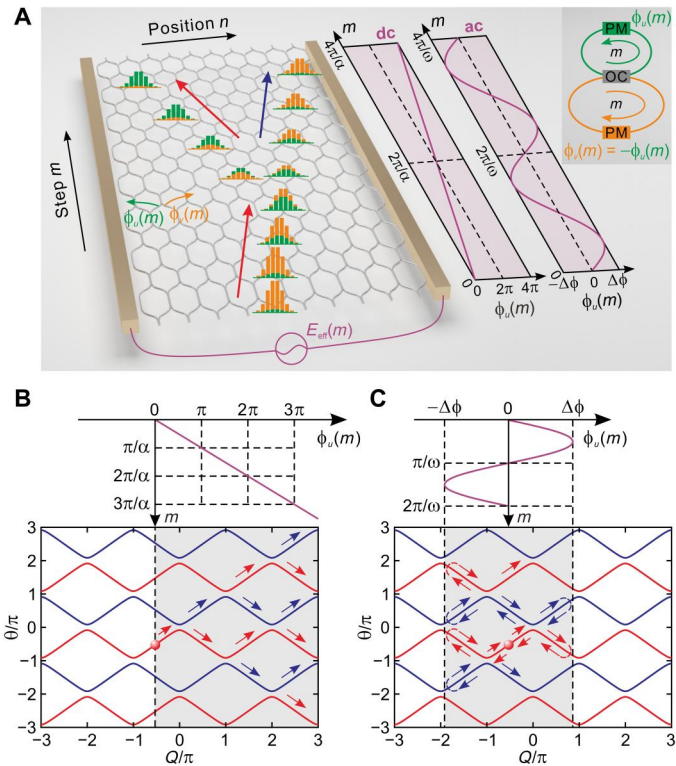 A
Position n
Step m
ϕu(m)
ϕv(m)
Eeff(m)
m
dc
4π/α
2π/α
0
0
2π
4π
ϕu(m)
m
ac
4π/ω
2π/ω
0
−Δϕ
0
Δϕ
ϕu(m)
PM
ϕu(m)
m
OC
m
PM
ϕv(m) = −ϕu(m)
B
0
π
2π
3π
ϕu(m)
π/α
2π/α
3π/α
m
θ/π
3
2
1
0
−1
−2
−3
−3
−2
−1
0
1
2
3
Q/π
C
−Δϕ
0
Δϕ
ϕu(m)
π/ω
2π/ω
m
θ/π
3
2
1
0
−1
−2
−3
−3
−2
−1
0
1
2
3
Q/π